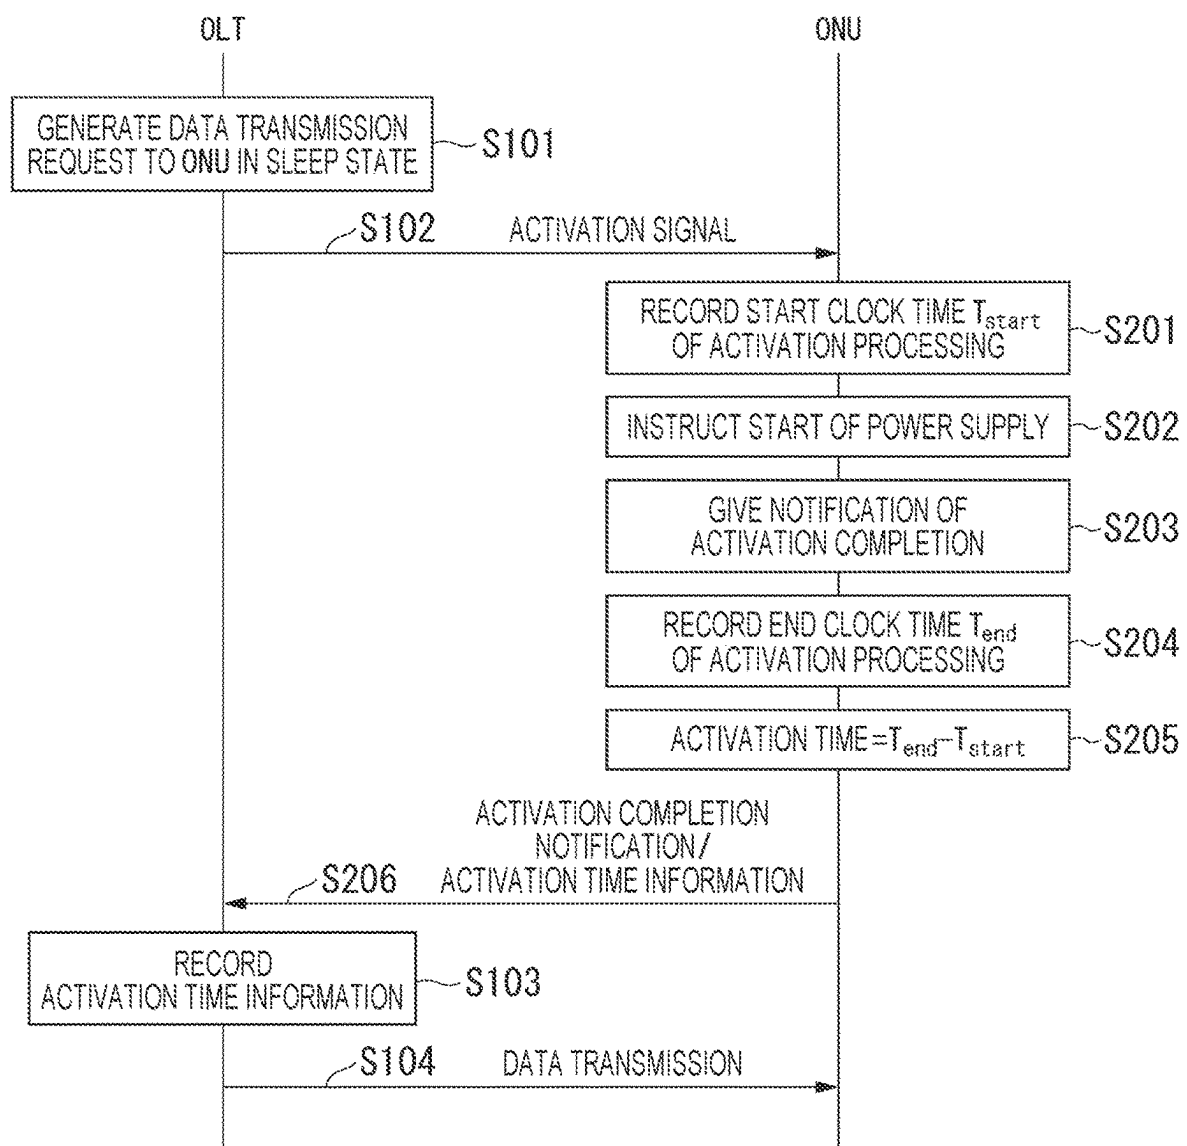 OLT
ONU
GENERATE DATA TRANSMISSION
REQUEST TO ONU IN SLEEP STATE
S101
S102
ACTIVATION SIGNAL
RECORD START CLOCK TIME Tstart
OF ACTIVATION PROCESSING
S201
INSTRUCT START OF POWER SUPPLY
S202
GIVE NOTIFICATION OF
ACTIVATION COMPLETION
S203
RECORD END CLOCK TIME Tend
OF ACTIVATION PROCESSING
S204
ACTIVATION TIME=Tend-Tstart
S205
ACTIVATION COMPLETION
NOTIFICATION/
ACTIVATION TIME INFORMATION
S206
RECORD
ACTIVATION TIME INFORMATION
S103
S104
DATA TRANSMISSION